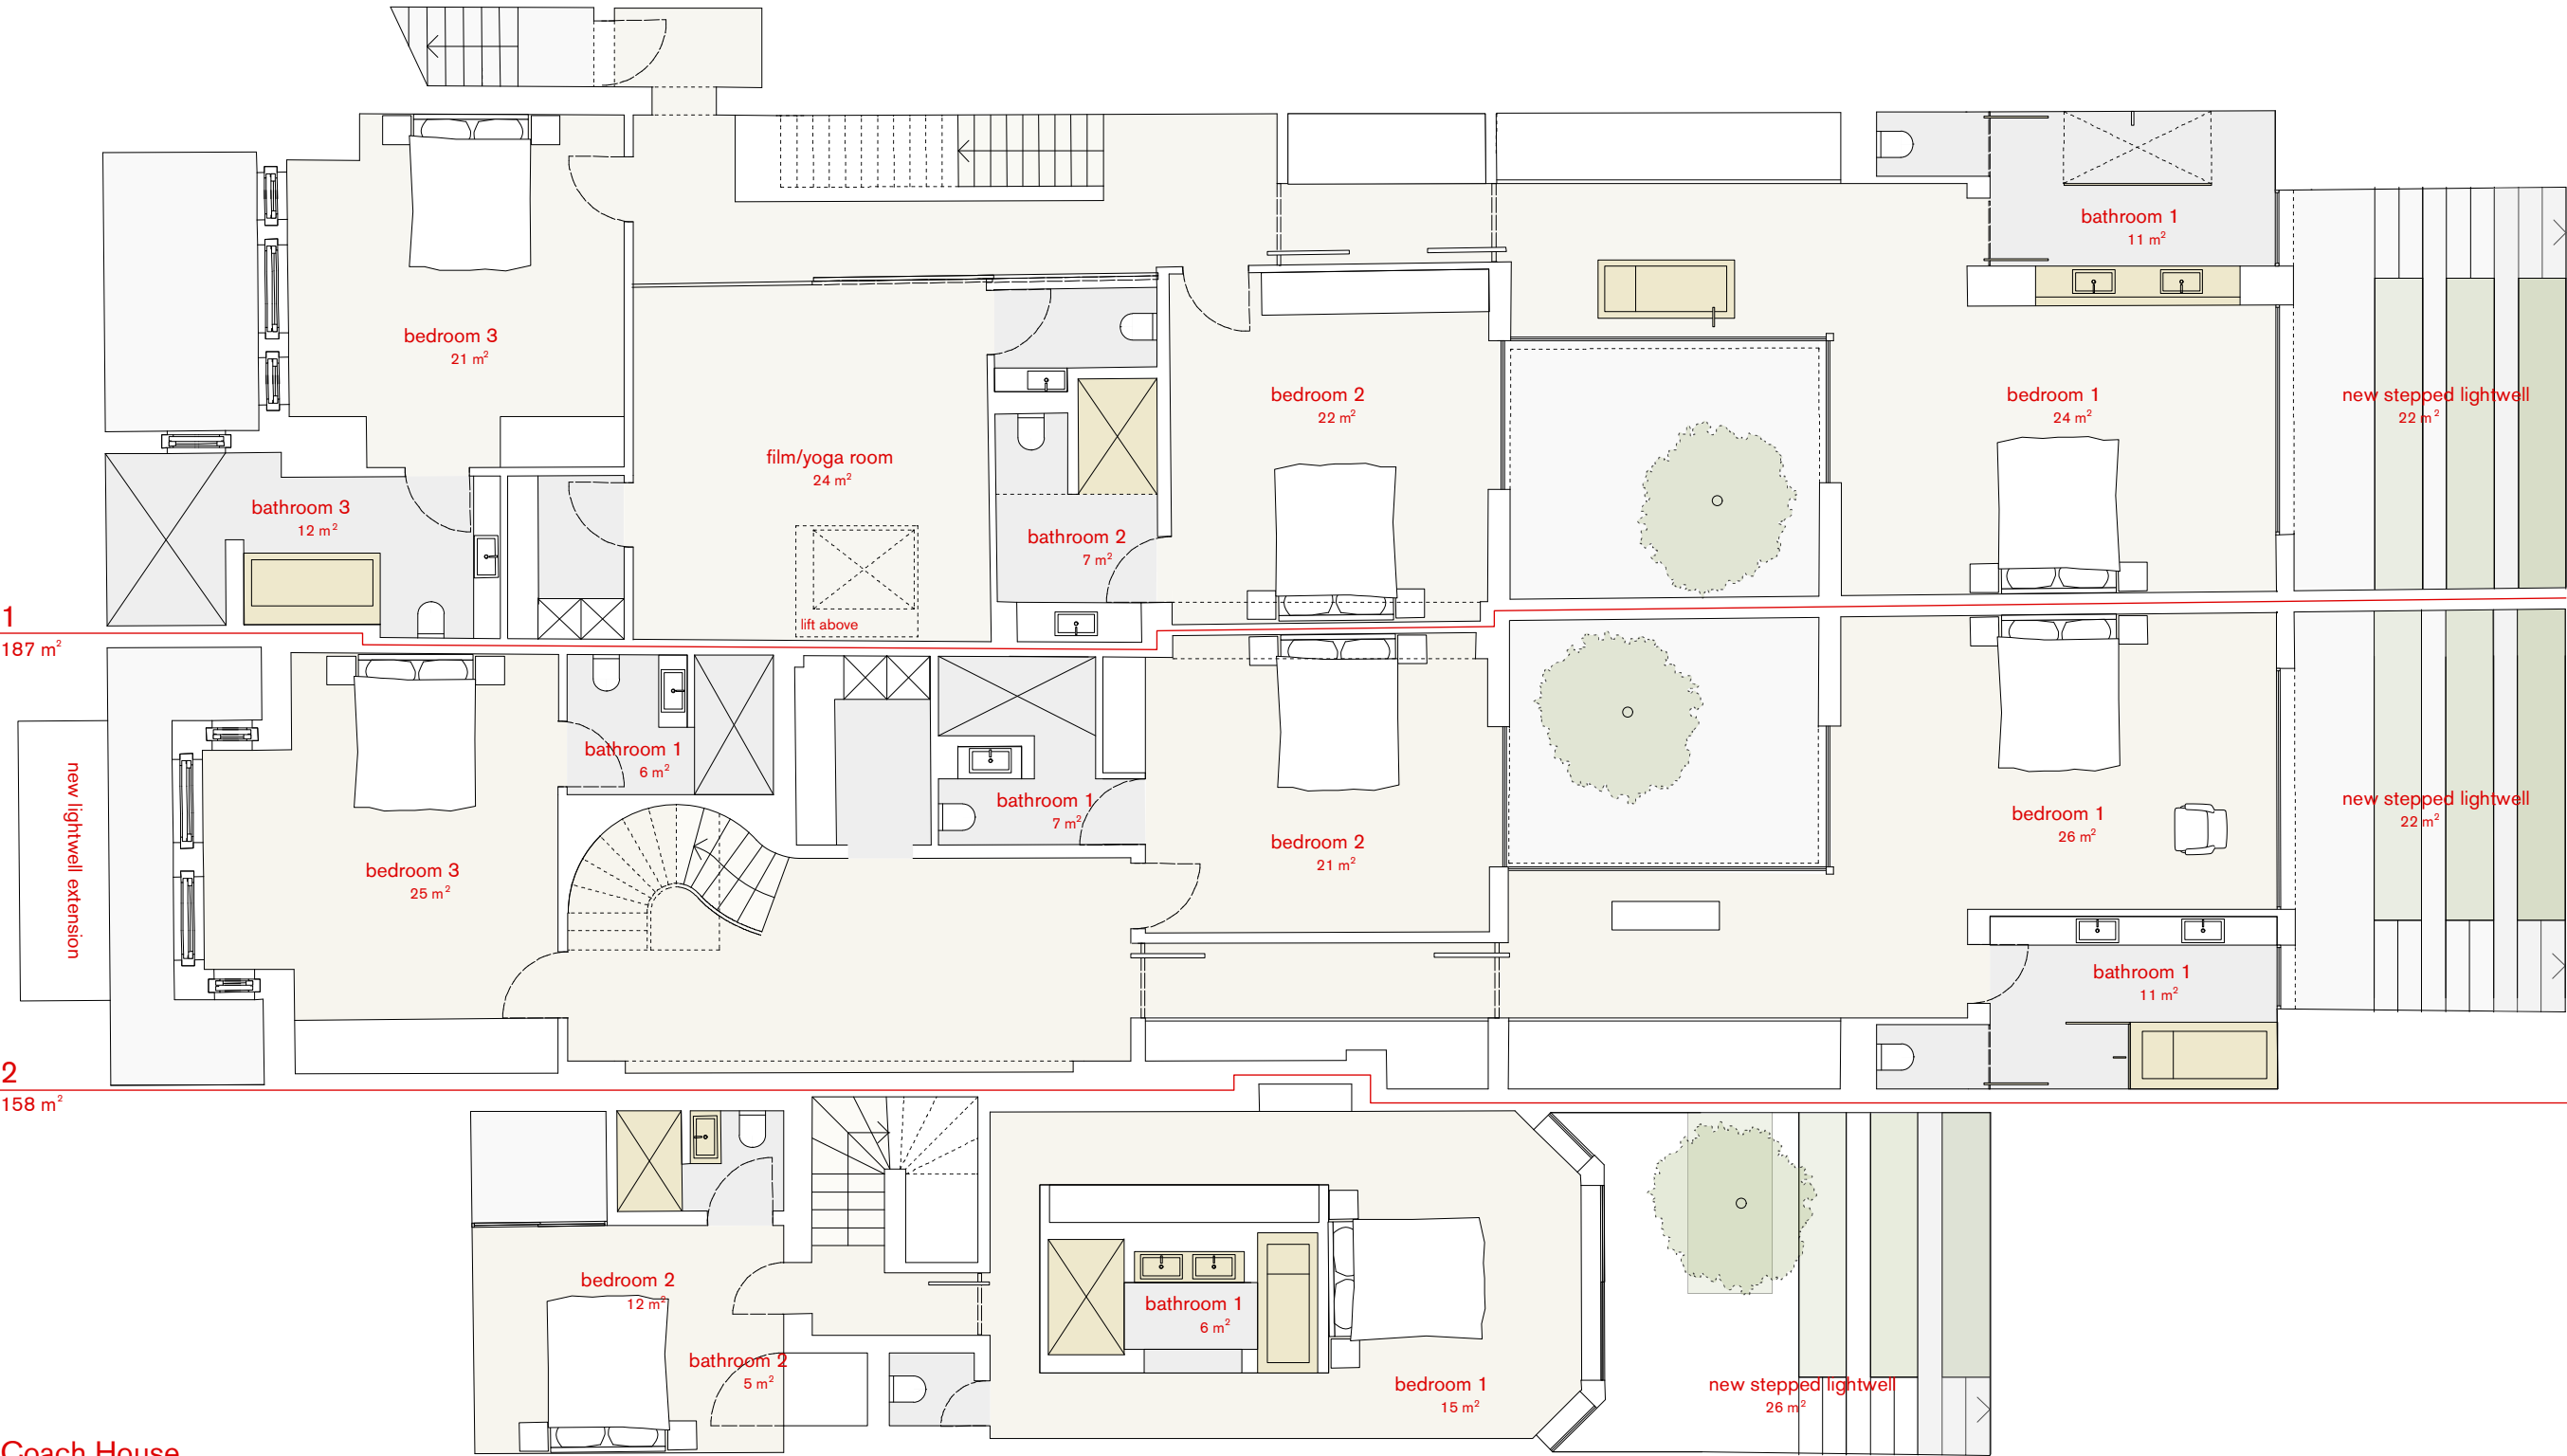 bathroom 1
11 m²
bedroom 3
21 m²
bedroom 2
22 m²
bedroom 1
24 m²
new stepped lightwell
22 m²
film/yoga room
24 m²
bathroom 3
12 m²
bathroom 2
7 m²
lift above
1
187 m²
bathroom 1
6 m²
new lightwell extension
bathroom 1
7 m²
bedroom 3
25 m²
bedroom 2
21 m²
bedroom 1
26 m²
new stepped lightwell
22 m²
bathroom 1
11 m²
2
158 m²
bedroom 2
12 m²
bathroom 2
5 m²
bathroom 1
6 m²
bedroom 1
15 m²
new stepped lightwell
26 m²
Coach House